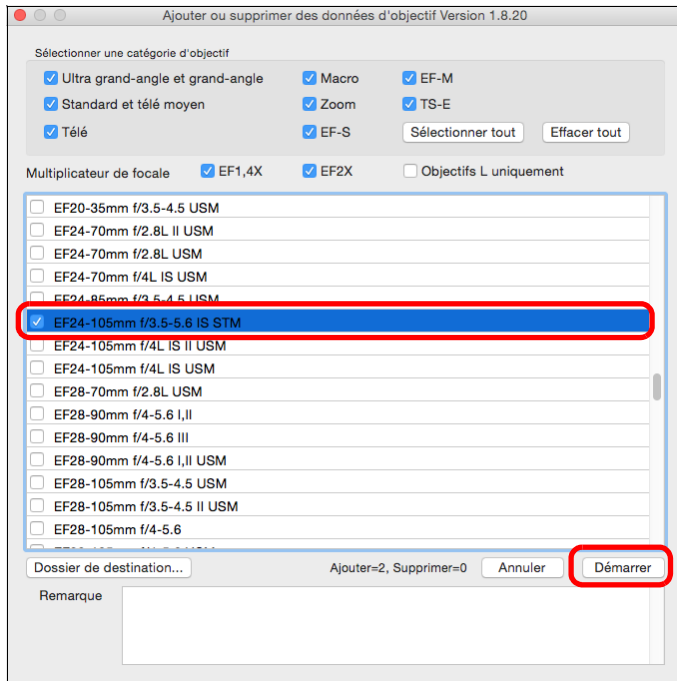 Ajouter ou supprimer des données d'objectif Version 1.8.20
Sélectionner une catégorie d'objectif
Ultra grand-angle et grand-angle Macro EF-M
Standard et télé moyen Zoom TS-E
Télé EF-S Sélectionner tout Effacer tout
Multiplicateur de focale EF1,4X EF2X Objectifs L uniquement
EF20-35mm f/3.5-4.5 USM
EF24-70mm f/2.8L II USM
EF24-70mm f/2.8L USM
EF24-70mm f/4L IS USM
EF24-85mm f/3.5-4.5 USM
EF24-105mm f/3.5-5.6 IS STM
EF24-105mm f/4L IS II USM
EF24-105mm f/4L IS USM
EF28-70mm f/2.8L USM
EF28-90mm f/4-5.6 I,II
EF28-90mm f/4-5.6 III
EF28-90mm f/4-5.6 I,II USM
EF28-105mm f/3.5-4.5 USM
EF28-105mm f/3.5-4.5 II USM
EF28-105mm f/4-5.6
Dossier de destination... Ajouter=2, Supprimer=0 Annuler Démarrer
Remarque